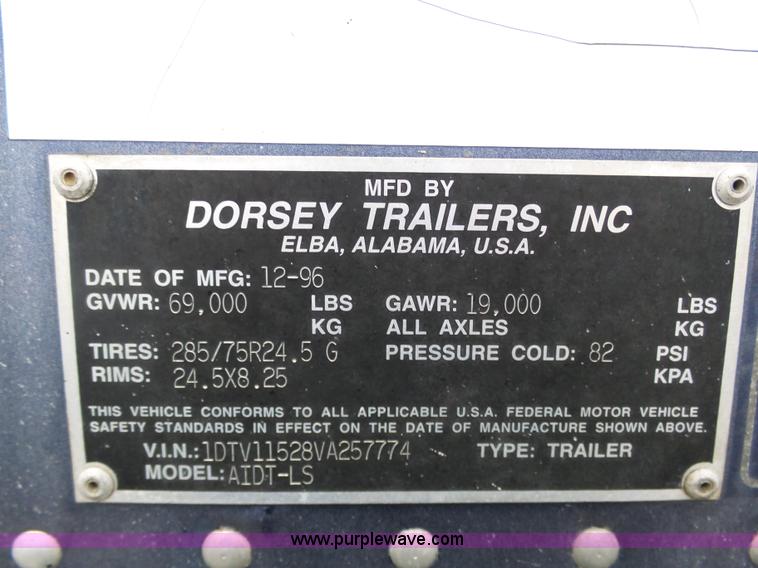 MFD BY
DORSEY TRAILERS, INC
ELBA, ALABAMA, U.S.A.
DATE OF MFG: 12-96
GVWR: 69,000 LBS GAWR: 19,000 LBS
KG ALL AXLES KG
TIRES: 285/75R24.5 G PRESSURE COLD: 82 PSI
RIMS: 24.5X8.25 KPA
THIS VEHICLE CONFORMS TO ALL APPLICABLE U.S.A. FEDERAL MOTOR VEHICLE
SAFETY STANDARDS IN EFFECT ON THE DATE OF MANUFACTURE SHOWN ABOVE.
V.I.N.: 1DTV11528VA257774 TYPE: TRAILER
MODEL: AIDT-LS
www.purplewave.com